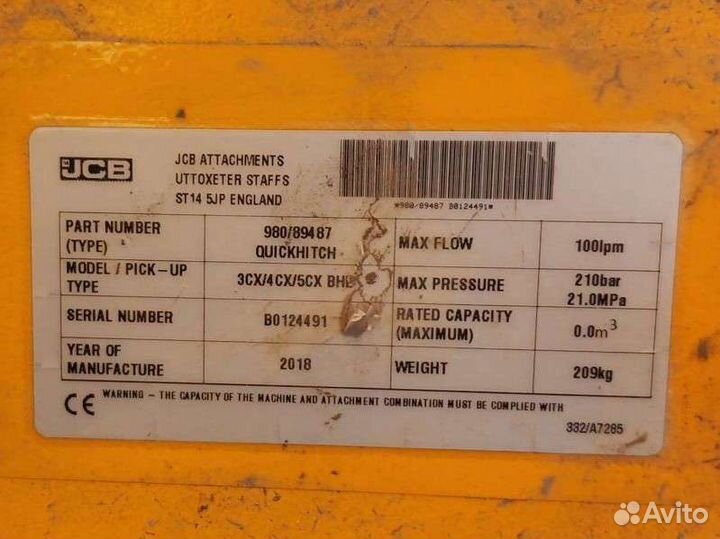 JCB
JCB ATTACHMENTS
UTTOXETER STAFFS
ST14 5JP ENGLAND
*980/89487 B0124491*
PART NUMBER (TYPE) 980/89487 QUICKHITCH MAX FLOW 100lpm
MODEL / PICK-UP TYPE 3CX/4CX/5CX MAX PRESSURE 210bar 21.0MPa
SERIAL NUMBER B0124491 RATED CAPACITY (MAXIMUM) 0.0m³
YEAR OF MANUFACTURE 2018 WEIGHT 209kg
CE WARNING - THE CAPACITY OF THE MACHINE AND ATTACHMENT COMBINATION MUST BE COMPLIED WITH
332/A7285
Avito